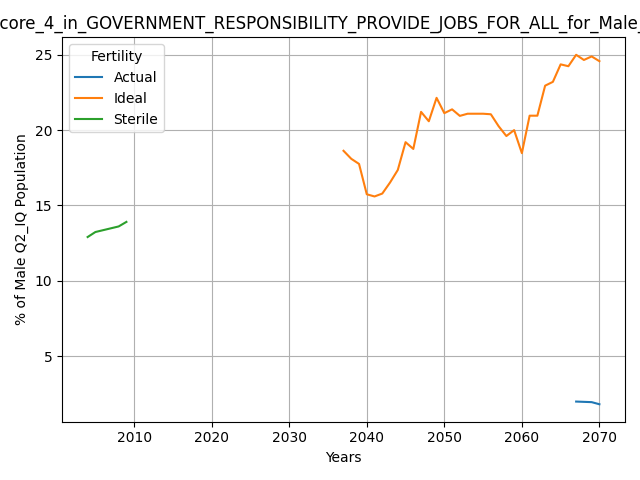 core_4_in_GOVERNMENT_RESPONSIBILITY_PROVIDE_JOBS_FOR_ALL_for_Male_
Fertility
Actual
Ideal
Sterile
% of Male Q2_IQ Population
25
20
15
10
5
2010 2020 2030 2040 2050 2060 2070
Years